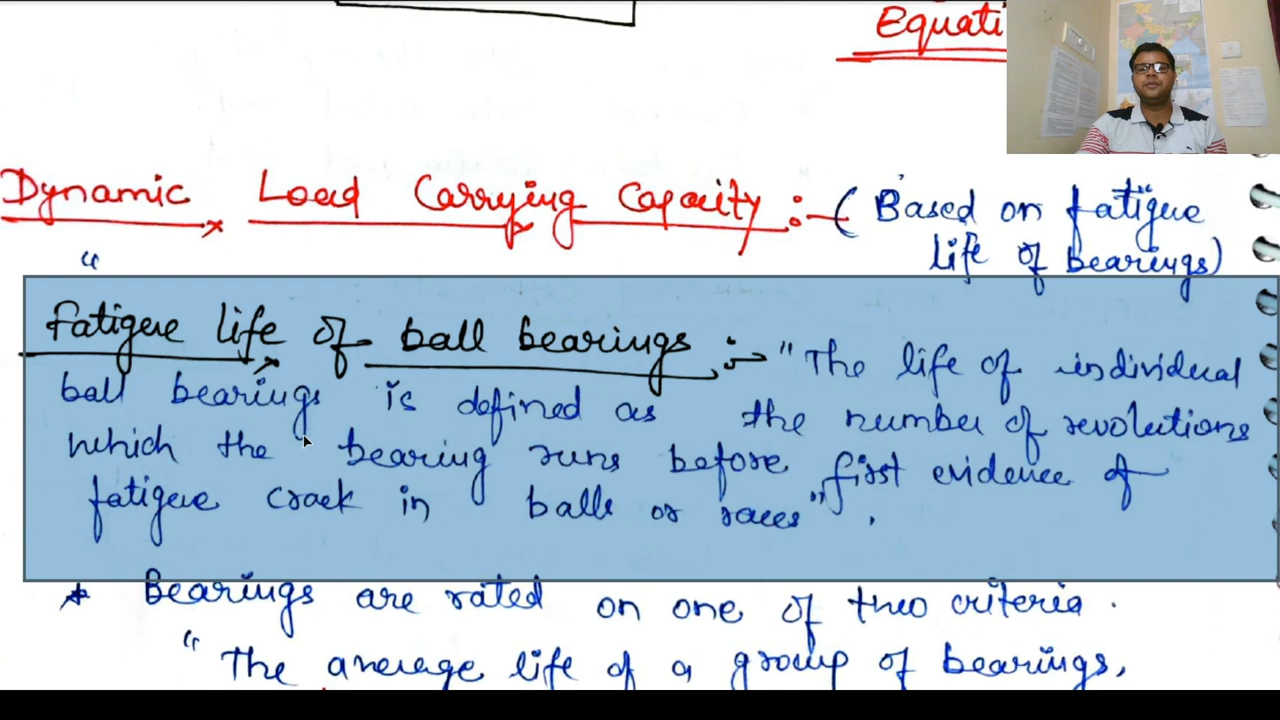 Equati
Dynamic Load Carrying Capacity :- ( Based on fatigue
life of bearings)
"
Fatigue life of ball bearings :- "The life of individual
ball bearings is defined as the number of revolutions
which the bearing runs before first evidence of
fatigue crack in balls or races".
* Bearings are rated on one of two criteria.
" The average life of a group of bearings,